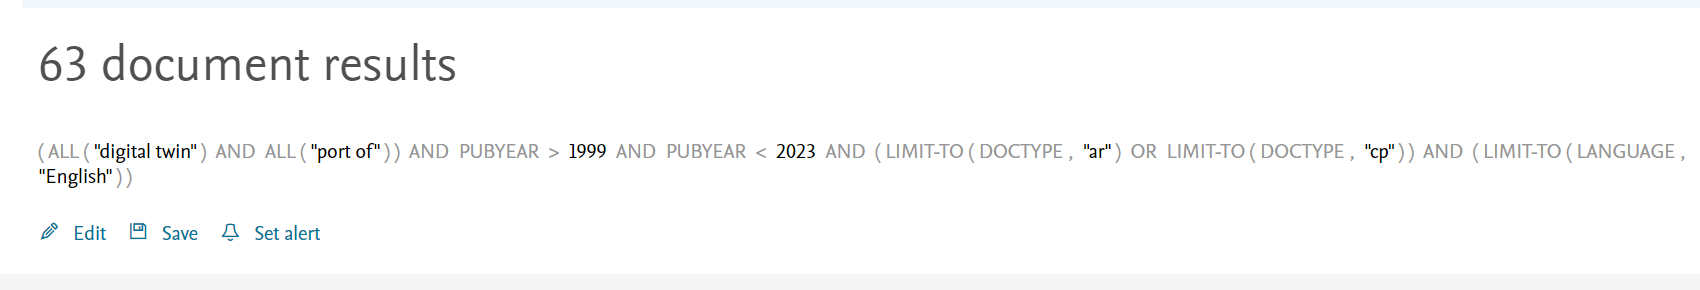 63 document results
(ALL("digital twin") AND ALL("port of")) AND PUBYEAR > 1999 AND PUBYEAR < 2023 AND (LIMIT-TO(DOCTYPE, "ar") OR LIMIT-TO(DOCTYPE, "cp")) AND (LIMIT-TO(LANGUAGE,
"English"))
Edit Save Set alert